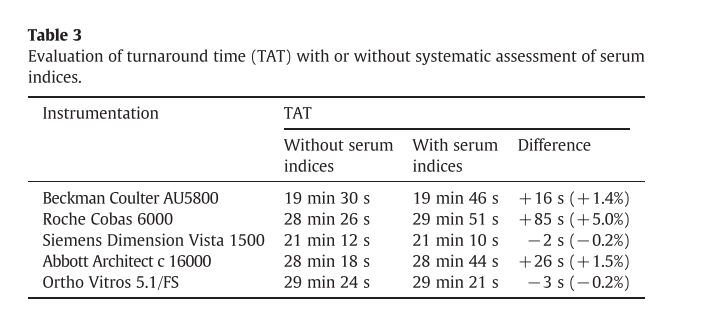 Table 3
Evaluation of turnaround time (TAT) with or without systematic assessment of serum
indices.
Instrumentation TAT
Without serum indices With serum indices Difference
Beckman Coulter AU5800 19 min 30 s 19 min 46 s +16 s (+1.4%)
Roche Cobas 6000 28 min 26 s 29 min 51 s +85 s (+5.0%)
Siemens Dimension Vista 1500 21 min 12 s 21 min 10 s −2 s (−0.2%)
Abbott Architect c 16000 28 min 18 s 28 min 44 s +26 s (+1.5%)
Ortho Vitros 5.1/FS 29 min 24 s 29 min 21 s −3 s (−0.2%)